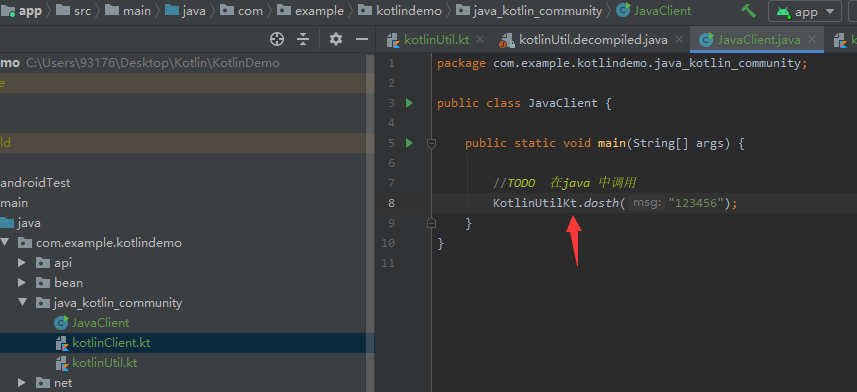 app > src > main > java > com > example > kotlindemo > java_kotlin_community > JavaClient app
kotlinUtil.kt kotlinUtil.decompiled.java JavaClient.java
mo C:\Users\93176\Desktop\Kotlin\KotlinDemo
e
ld
androidTest
main
java
com.example.kotlindemo
api
bean
java_kotlin_community
JavaClient
kotlinClient.kt
kotlinUtil.kt
net
1 package com.example.kotlindemo.java_kotlin_community;
2
3 public class JavaClient {
4
5 public static void main(String[] args) {
6
7 //TODO 在java 中调用
8 KotlinUtilKt.dosth( msg: "123456");
9 }
10 }
11